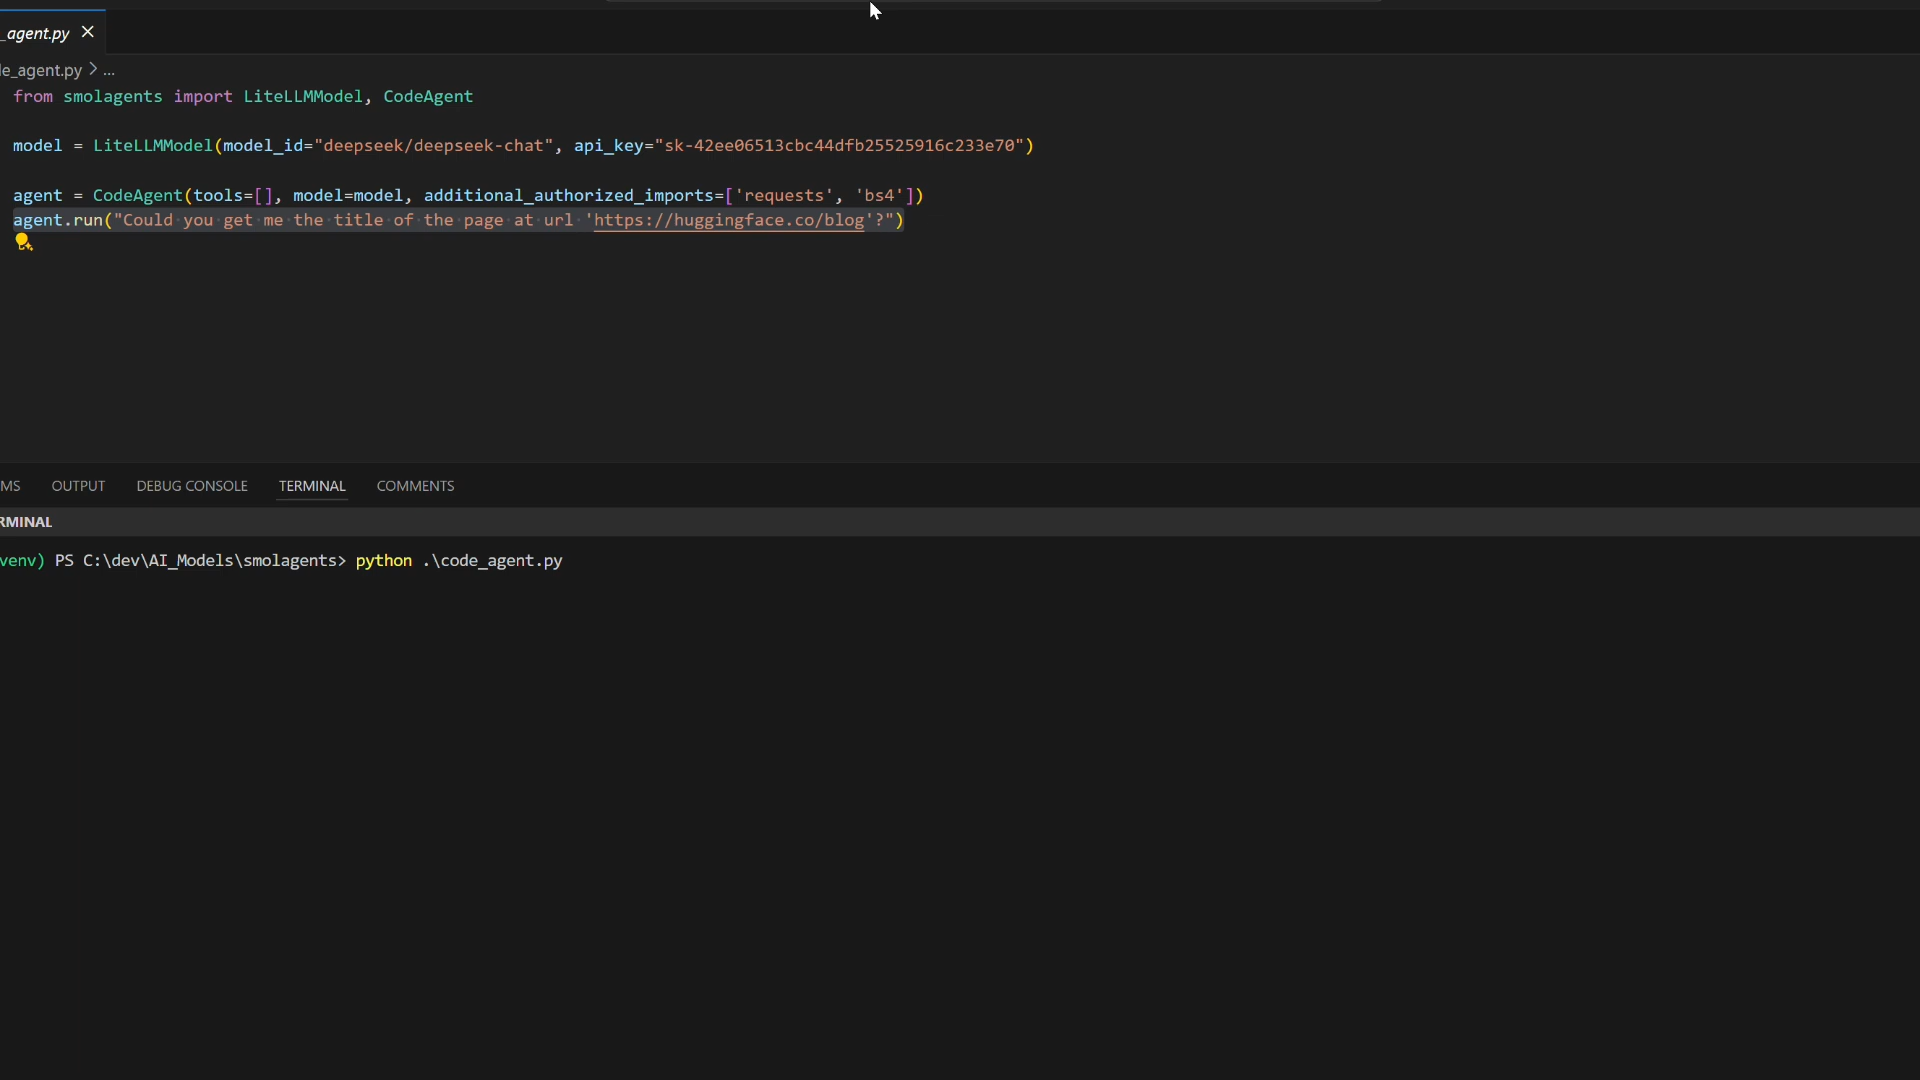 _agent.py
le_agent.py > ...
from smolagents import LiteLLMModel, CodeAgent
model = LiteLLMModel(model_id="deepseek/deepseek-chat", api_key="sk-42ee06513cbc44dfb25525916c233e70")
agent = CodeAgent(tools=[], model=model, additional_authorized_imports=['requests', 'bs4'])
agent.run("Could you get me the title of the page at url 'https://huggingface.co/blog'?")
MS OUTPUT DEBUG CONSOLE TERMINAL COMMENTS
RMINAL
venv) PS C:\dev\AI_Models\smolagents> python .\code_agent.py